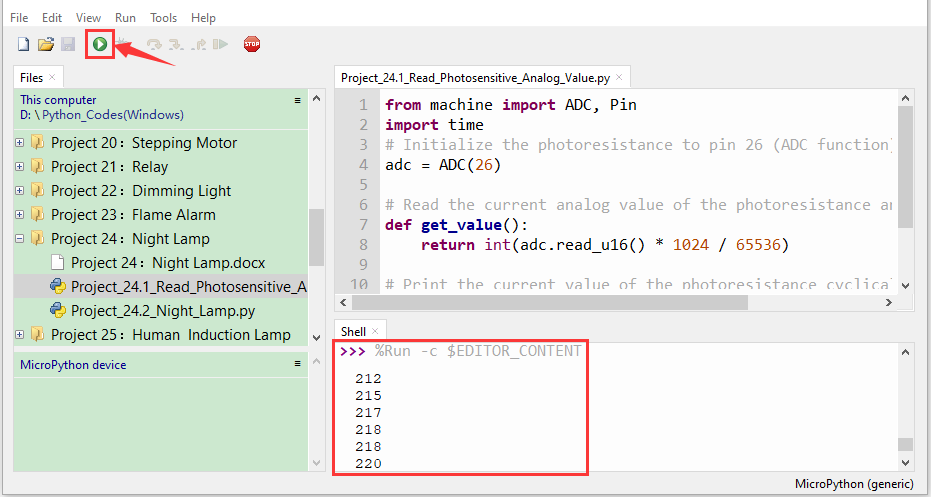 File Edit View Run Tools Help
STOP
Files
This computer
D: \ Python_Codes(Windows)
Project 20：Stepping Motor
Project 21：Relay
Project 22：Dimming Light
Project 23：Flame Alarm
Project 24：Night Lamp
Project 24：Night Lamp.docx
Project_24.1_Read_Photosensitive_A
Project_24.2_Night_Lamp.py
Project 25：Human Induction Lamp
MicroPython device
Project_24.1_Read_Photosensitive_Analog_Value.py
1 from machine import ADC, Pin
2 import time
3 # Initialize the photoresistance to pin 26 (ADC function)
4 adc = ADC(26)
5
6 # Read the current analog value of the photoresistance an
7 def get_value():
8 return int(adc.read_u16() * 1024 / 65536)
9
10 # Print the current value of the photoresistance cyclical
Shell
>>> %Run -c $EDITOR_CONTENT
212
215
217
218
218
220
MicroPython (generic)